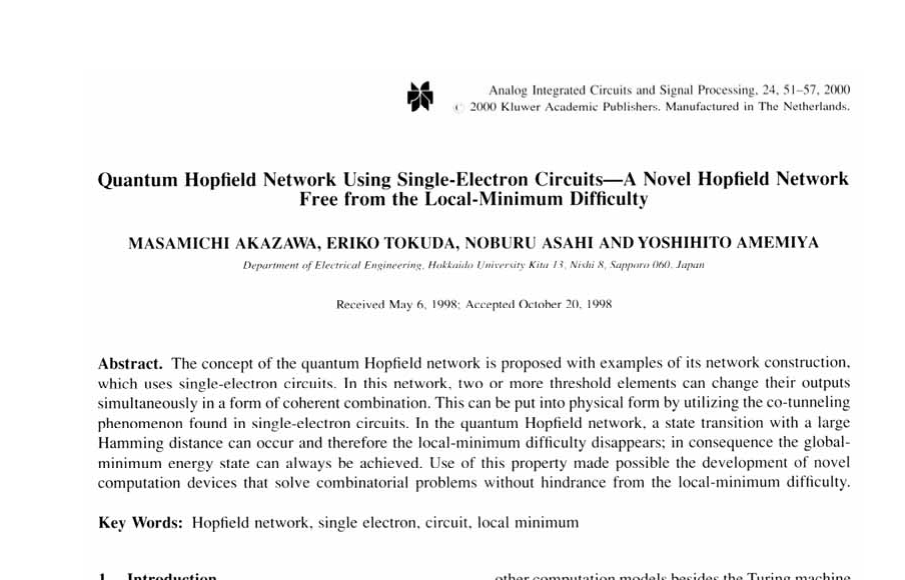 Analog Integrated Circuits and Signal Processing, 24, 51–57, 2000
© 2000 Kluwer Academic Publishers. Manufactured in The Netherlands.
Quantum Hopfield Network Using Single-Electron Circuits—A Novel Hopfield Network
Free from the Local-Minimum Difficulty
MASAMICHI AKAZAWA, ERIKO TOKUDA, NOBURU ASAHI AND YOSHIHITO AMEMIYA
Department of Electrical Engineering, Hokkaido University Kita 13, Nishi 8, Sapporo 060, Japan
Received May 6, 1998; Accepted October 20, 1998
Abstract. The concept of the quantum Hopfield network is proposed with examples of its network construction,
which uses single-electron circuits. In this network, two or more threshold elements can change their outputs
simultaneously in a form of coherent combination. This can be put into physical form by utilizing the co-tunneling
phenomenon found in single-electron circuits. In the quantum Hopfield network, a state transition with a large
Hamming distance can occur and therefore the local-minimum difficulty disappears; in consequence the global-
minimum energy state can always be achieved. Use of this property made possible the development of novel
computation devices that solve combinatorial problems without hindrance from the local-minimum difficulty.
Key Words: Hopfield network, single electron, circuit, local minimum
1. Introduction
other computation models besides the Turing machine